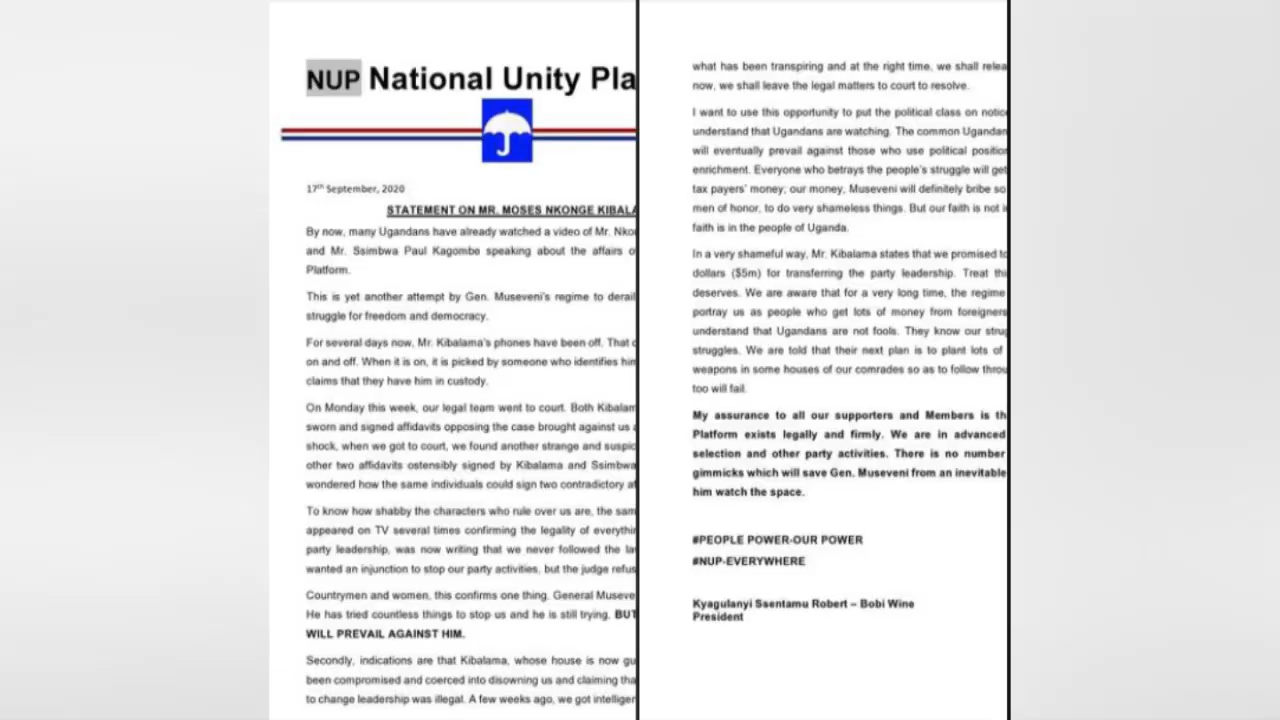 NUP National Unity Pla
17th September, 2020
STATEMENT ON MR. MOSES NKONGE KIBALA
By now, many Ugandans have already watched a video of Mr. Nko
and Mr. Ssimbwa Paul Kagombe speaking about the affairs o
Platform.
This is yet another attempt by Gen. Museveni's regime to derail
struggle for freedom and democracy.
For several days now, Mr. Kibalama's phones have been off. That
on and off. When it is on, it is picked by someone who identifies him
claims that they have him in custody.
On Monday this week, our legal team went to court. Both Kibalam
sworn and signed affidavits opposing the case brought against us a
shock, when we got to court, we found another strange and suspic
other two affidavits ostensibly signed by Kibalama and Ssimbwa
wondered how the same individuals could sign two contradictory af
To know how shabby the characters who rule over us are, the sam
appeared on TV several times confirming the legality of everythin
party leadership, was now writing that we never followed the la
wanted an injunction to stop our party activities, but the judge refus
Countrymen and women, this confirms one thing. General Museve
He has tried countless things to stop us and he is still trying. BUT
WILL PREVAIL AGAINST HIM.
Secondly, indications are that Kibalama, whose house is now gu
been compromised and coerced into disowning us and claiming tha
to change leadership was illegal. A few weeks ago, we got intelliger
what has been transpiring and at the right time, we shall relea
now, we shall leave the legal matters to court to resolve.
I want to use this opportunity to put the political class on notic
understand that Ugandans are watching. The common Ugandan
will eventually prevail against those who use political position
enrichment. Everyone who betrays the people's struggle will get
tax payers' money; our money, Museveni will definitely bribe so
men of honor, to do very shameless things. But our faith is not i
faith is in the people of Uganda.
In a very shameful way, Mr. Kibalama states that we promised to
dollars ($5m) for transferring the party leadership. Treat thi
deserves. We are aware that for a very long time, the regime
portray us as people who get lots of money from foreigners
understand that Ugandans are not fools. They know our strug
struggles. We are told that their next plan is to plant lots of
weapons in some houses of our comrades so as to follow throu
too will fail.
My assurance to all our supporters and Members is th
Platform exists legally and firmly. We are in advanced
selection and other party activities. There is no number
gimmicks which will save Gen. Museveni from an inevitable
him watch the space.
#PEOPLE POWER-OUR POWER
#NUP-EVERYWHERE
Kyagulanyi Ssentamu Robert – Bobi Wine
President